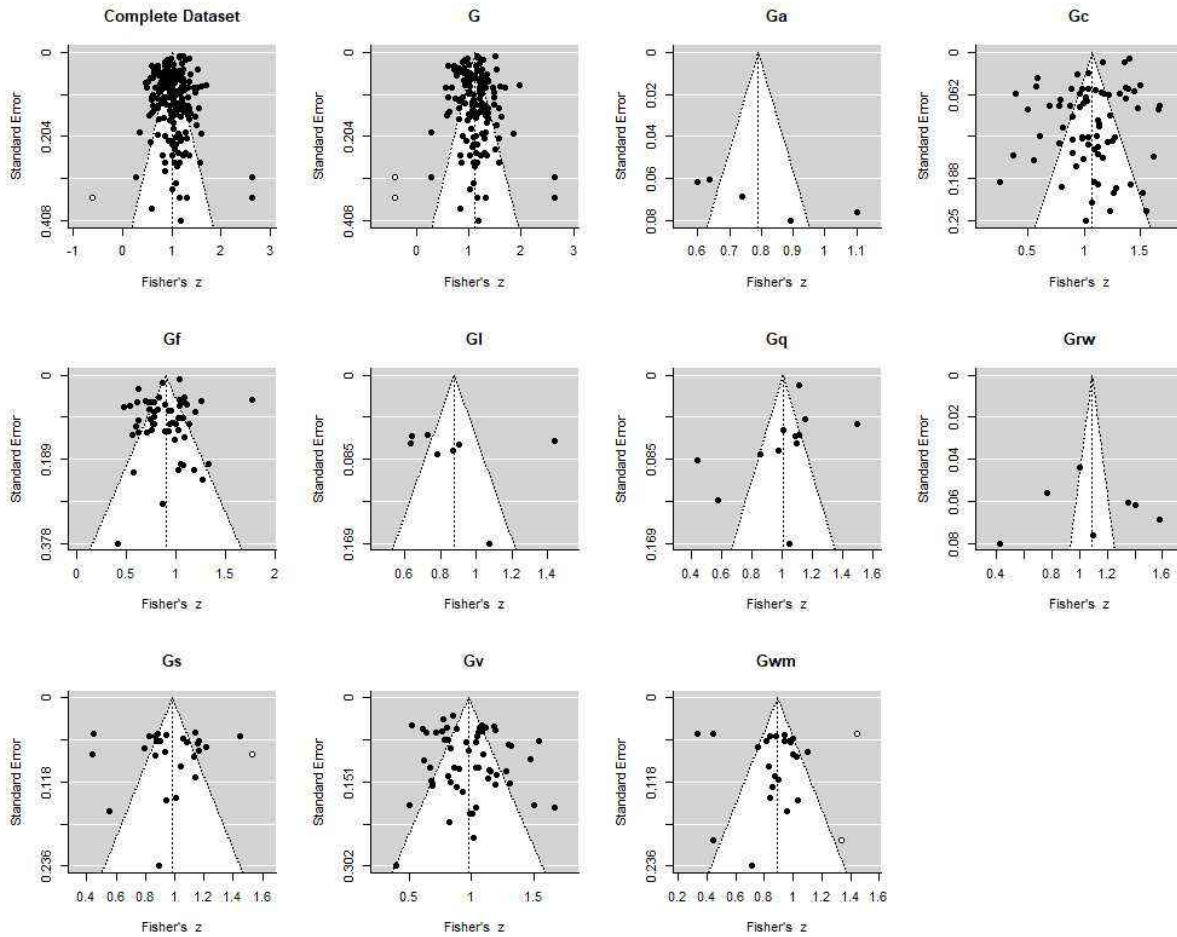 Complete Dataset
Standard Error
0
0.204
0.408
-1 0 1 2 3
Fisher's z
G
Standard Error
0
0.204
0.408
0 1 2 3
Fisher's z
Ga
Standard Error
0
0.02
0.04
0.06
0.08
0.6 0.7 0.8 0.9 1 1.1
Fisher's z
Gc
Standard Error
0
0.062
0.188
0.25
0.5 1 1.5
Fisher's z
Gf
Standard Error
0
0.189
0.378
0 0.5 1 1.5 2
Fisher's z
Gl
Standard Error
0
0.085
0.169
0.6 0.8 1 1.2 1.4
Fisher's z
Gq
Standard Error
0
0.085
0.169
0.4 0.6 0.8 1 1.2 1.4 1.6
Fisher's z
Grw
Standard Error
0
0.02
0.04
0.06
0.08
0.4 0.8 1 1.2 1.6
Fisher's z
Gs
Standard Error
0
0.118
0.236
0.4 0.6 0.8 1 1.2 1.4 1.6
Fisher's z
Gv
Standard Error
0
0.151
0.302
0.5 1 1.5
Fisher's z
Gwm
Standard Error
0
0.118
0.236
0.2 0.4 0.6 0.8 1 1.2 1.4 1.6
Fisher's z